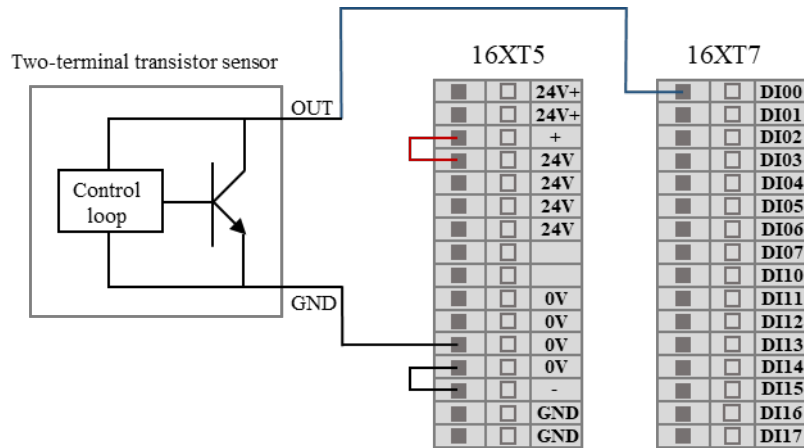 Two-terminal transistor sensor
OUT
Control
loop
GND
16XT5
24V+
24V+
+
24V
24V
24V
24V
0V
0V
0V
0V
-
GND
GND
16XT7
DI00
DI01
DI02
DI03
DI04
DI05
DI06
DI07
DI10
DI11
DI12
DI13
DI14
DI15
DI16
DI17